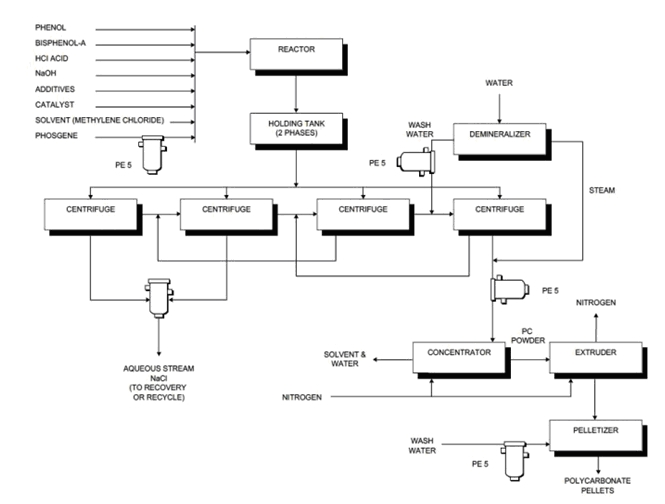 PHENOL
BISPHENOL-A
HCl ACID
NaOH
ADDITIVES
CATALYST
SOLVENT (METHYLENE CHLORIDE)
PHOSGENE
PE 5
REACTOR
HOLDING TANK
(2 PHASES)
WATER
WASH
WATER
DEMINERALIZER
PE 5
STEAM
CENTRIFUGE
CENTRIFUGE
CENTRIFUGE
CENTRIFUGE
PE 5
NITROGEN
AQUEOUS STREAM
NaCl
(TO RECOVERY
OR RECYCLE)
SOLVENT &
WATER
CONCENTRATOR
PC
POWDER
EXTRUDER
NITROGEN
WASH
WATER
PE 5
PELLETIZER
POLYCARBONATE
PELLETS